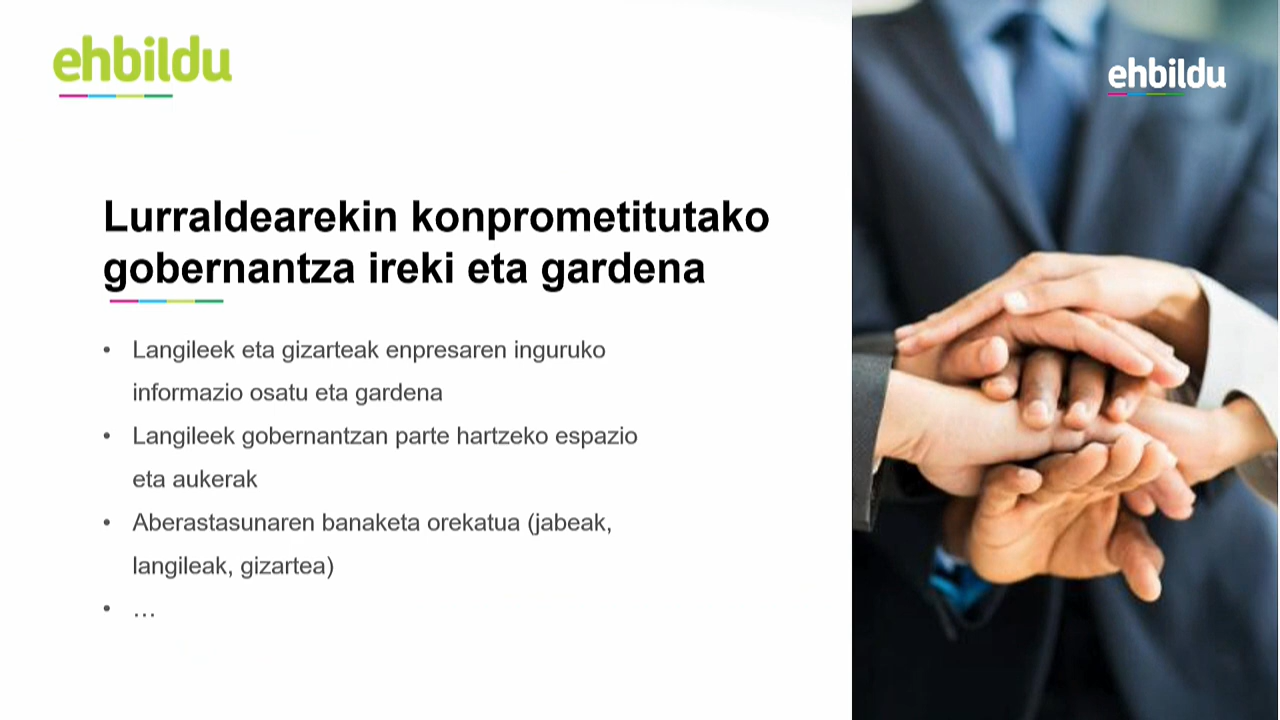 ehbildu
ehbildu
Lurraldearekin konprometitutako
gobernantza ireki eta gardena
• Langileek eta gizarteak enpresaren inguruko
informazio osatu eta gardena
• Langileek gobernantzan parte hartzeko espazio
eta aukerak
• Aberastasunaren banaketa orekatua (jabeak,
langileak, gizartea)
• …